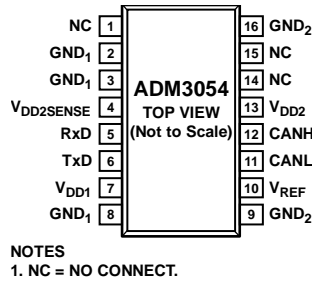 NC 1 16 GND2
GND1 2 15 NC
GND1 3 14 NC
ADM3054
VDD2SENSE 4 TOP VIEW 13 VDD2
RxD 5 (Not to Scale) 12 CANH
TxD 6 11 CANL
VDD1 7 10 VREF
GND1 8 9 GND2
NOTES
1. NC = NO CONNECT.